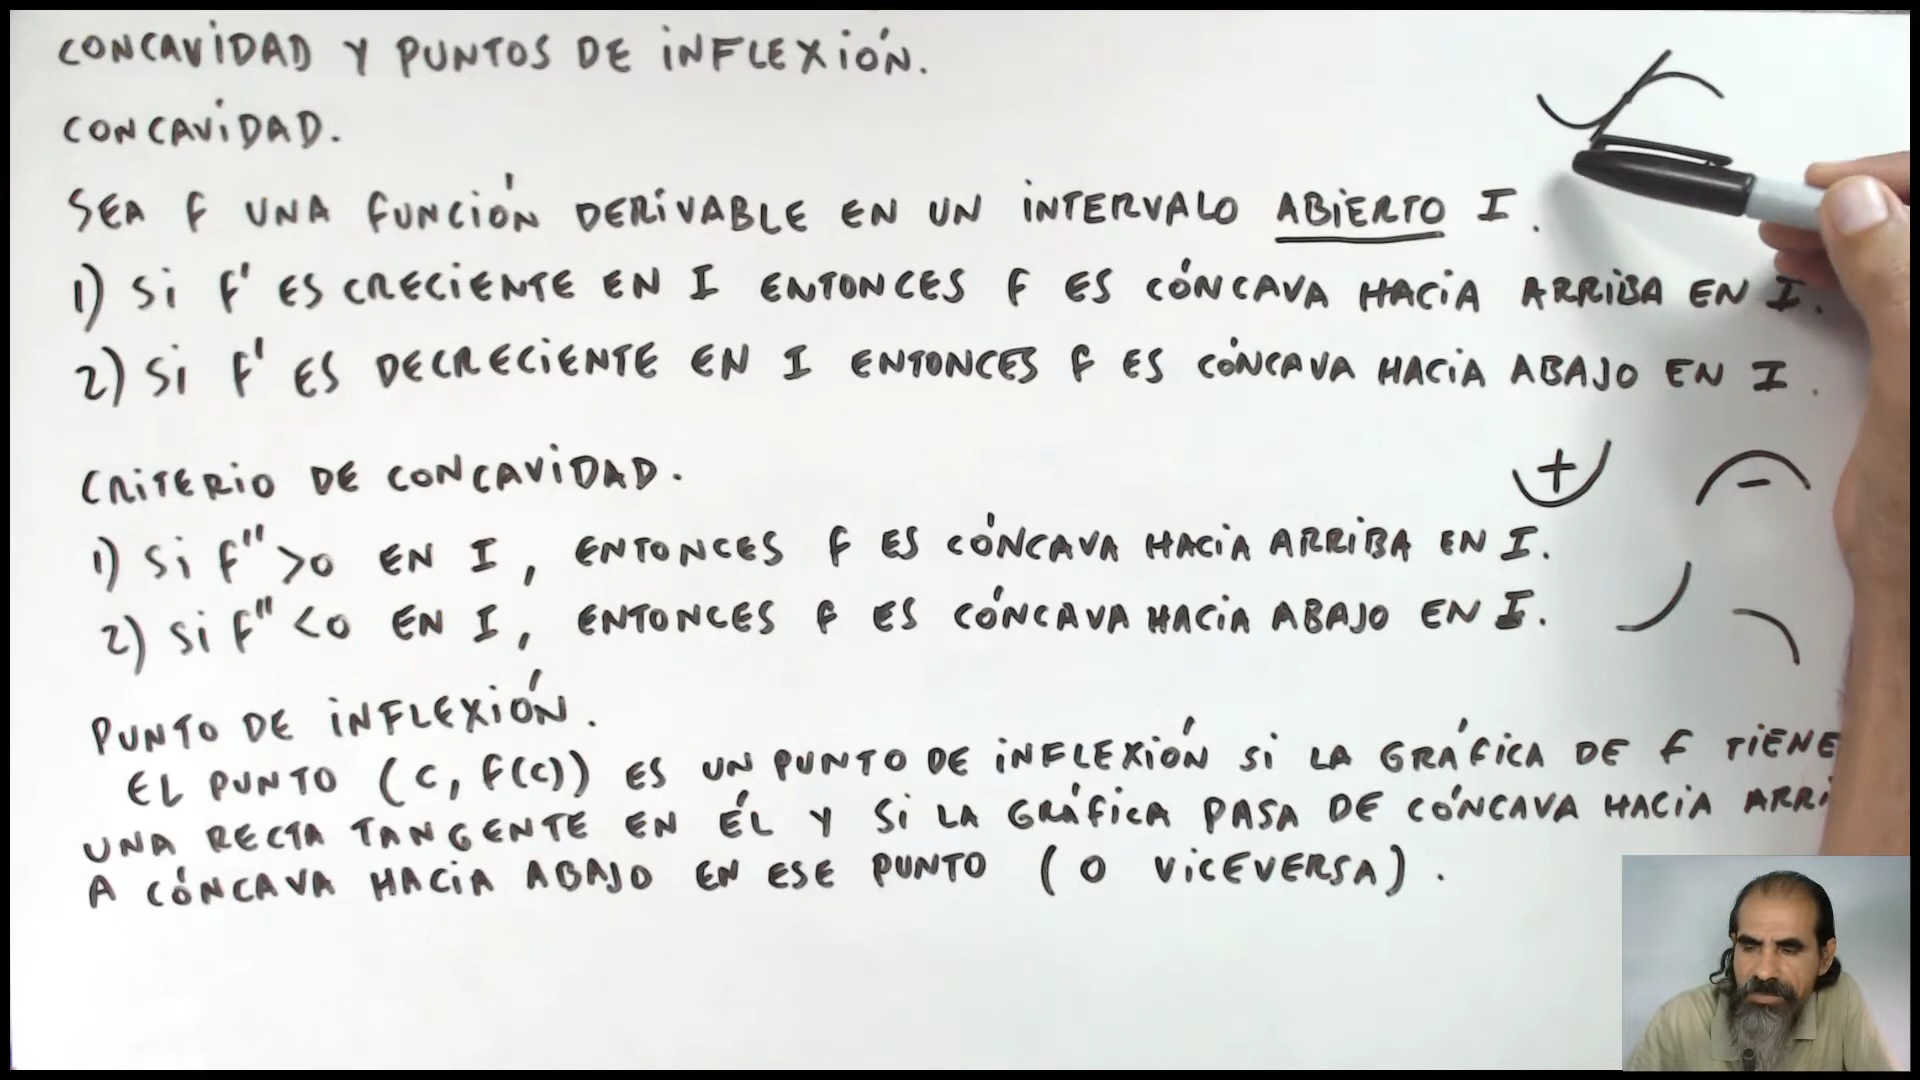 CONCAVIDAD Y PUNTOS DE INFLEXIÓN.
CONCAVIDAD.
SEA F UNA FUNCIÓN DERIVABLE EN UN INTERVALO ABIERTO I.
1) SI F' ES CRECIENTE EN I ENTONCES F ES CÓNCAVA HACIA ARRIBA EN I.
2) SI F' ES DECRECIENTE EN I ENTONCES F ES CÓNCAVA HACIA ABAJO EN I.
CRITERIO DE CONCAVIDAD.
+ -
1) SI F" >0 EN I, ENTONCES F ES CÓNCAVA HACIA ARRIBA EN I.
2) SI F" <0 EN I, ENTONCES F ES CÓNCAVA HACIA ABAJO EN I.
PUNTO DE INFLEXIÓN.
EL PUNTO (C, F(C)) ES UN PUNTO DE INFLEXIÓN SI LA GRÁFICA DE F TIENE
UNA RECTA TANGENTE EN ÉL Y SI LA GRÁFICA PASA DE CÓNCAVA HACIA ARRI
A CÓNCAVA HACIA ABAJO EN ESE PUNTO (O VICEVERSA).